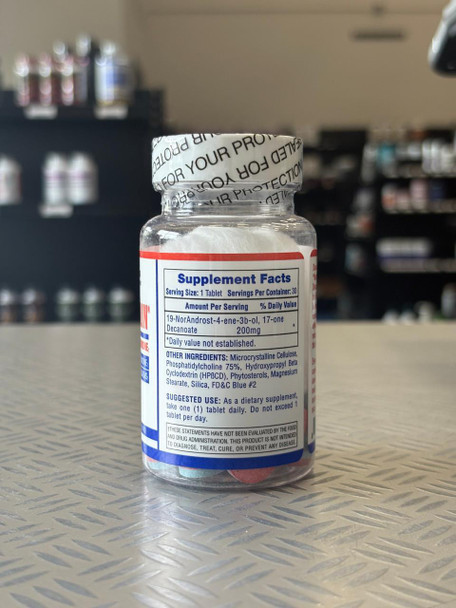 SEALED
FOR YOUR PROTECTION
FOR YOUR PROTECTION
Supplement Facts
Serving Size: 1 Tablet Servings Per Container: 30
Amount Per Serving % Daily Value
19-NorAndrost-4-ene-3b-ol, 17-one
Decanoate 200mg *
*Daily value not established.
OTHER INGREDIENTS: Microcrystalline Cellulose,
Phosphatidylcholine 75%, Hydroxypropyl Beta
Cyclodextrin (HPBCD), Phytosterols, Magnesium
Stearate, Silica, FD&C Blue #2
SUGGESTED USE: As a dietary supplement,
take one (1) tablet daily. Do not exceed 1
tablet per day.
†THESE STATEMENTS HAVE NOT BEEN EVALUATED BY THE FOOD
AND DRUG ADMINISTRATION. THIS PRODUCT IS NOT INTENDED
TO DIAGNOSE, TREAT, CURE, OR PREVENT ANY DISEASE.